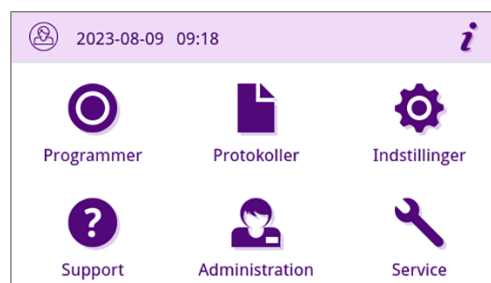 2023-08-09 09:18 i
Programmer Protokoller Indstillinger
?
Support Administration Service